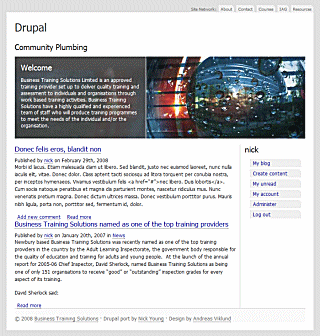 Site Network: About Contact Courses FAQ Resources
Drupal
Community Plumbing
Welcome
Business Training Solutions Limited is an approved
training provider set up to deliver quality training and
assessment to individuals and organisations through
work based training activities. Business Training
Solutions have a highly qualified and experienced
team of staff who will produce training programmes
to meet the needs of the individual and/or the
organisation.
Donec felis eros, blandit non
Published by nick on February 29th, 2008
Morbi id lacus. Etiam malesuada diam ut libero. Sed blandit, justo nec euismod laoreet, nunc nulla
iaculis elit, vitae. Donec dolor. Class aptent taciti sociosqu ad litora torquent per conubia nostra,
per inceptos hymenaeos. Vivamus vestibulum felis <a href="#">nec libero. Duis lobortis</a>.
Cum sociis natoque penatibus et magnis dis parturient montes, nascetur ridiculus mus. Nunc
venenatis pretium magna. Donec dictum ultrices massa. Donec vestibulum porttitor purus. Mauris
nibh ligula, porta non, porttitor sed, fermentum id, dolor.
Add new comment Read more
Business Training Solutions named as one of the top training providers
Published by nick on January 20th, 2007 in News
Newbury based Business Training Solutions was recently named as one of the top training
providers in the country by the Adult Learning Inspectorate, the government body responsible for
the quality of education and training for adults and young people. At the launch of the annual
report for 2005-06 Chief Inspector, David Sherlock, named Business Training Solutions as being
one of only 151 organisations to receive "good" or "outstanding" inspection grades for every
aspect of its training.
David Sherlock said:
Read more
nick
My blog
Create content
My unread
My account
Administer
Log out
© 2008 Business Training Solutions · Drupal port by Nick Young · Design by Andreas Viklund